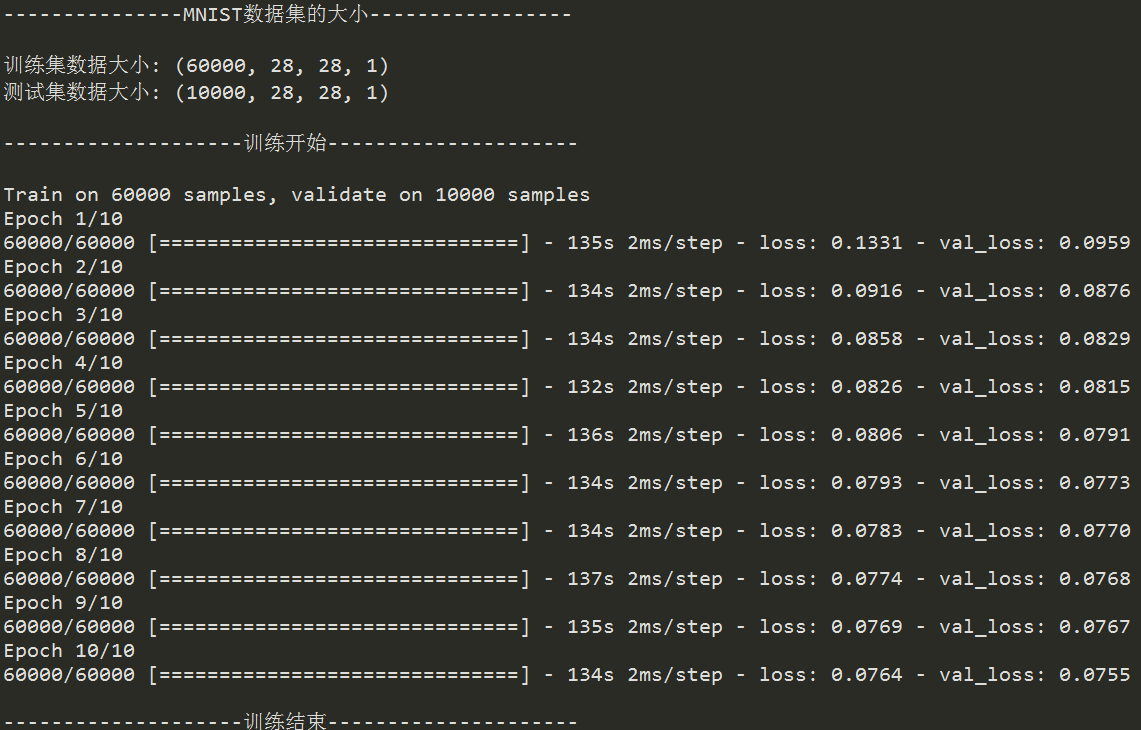 ---------------MNIST数据集的大小-----------------
训练集数据大小: (60000, 28, 28, 1)
测试集数据大小: (10000, 28, 28, 1)
--------------------训练开始---------------------
Train on 60000 samples, validate on 10000 samples
Epoch 1/10
60000/60000 [==============================] - 135s 2ms/step - loss: 0.1331 - val_loss: 0.0959
Epoch 2/10
60000/60000 [==============================] - 134s 2ms/step - loss: 0.0916 - val_loss: 0.0876
Epoch 3/10
60000/60000 [==============================] - 134s 2ms/step - loss: 0.0858 - val_loss: 0.0829
Epoch 4/10
60000/60000 [==============================] - 132s 2ms/step - loss: 0.0826 - val_loss: 0.0815
Epoch 5/10
60000/60000 [==============================] - 136s 2ms/step - loss: 0.0806 - val_loss: 0.0791
Epoch 6/10
60000/60000 [==============================] - 134s 2ms/step - loss: 0.0793 - val_loss: 0.0773
Epoch 7/10
60000/60000 [==============================] - 134s 2ms/step - loss: 0.0783 - val_loss: 0.0770
Epoch 8/10
60000/60000 [==============================] - 137s 2ms/step - loss: 0.0774 - val_loss: 0.0768
Epoch 9/10
60000/60000 [==============================] - 135s 2ms/step - loss: 0.0769 - val_loss: 0.0767
Epoch 10/10
60000/60000 [==============================] - 134s 2ms/step - loss: 0.0764 - val_loss: 0.0755
--------------------训练结束---------------------